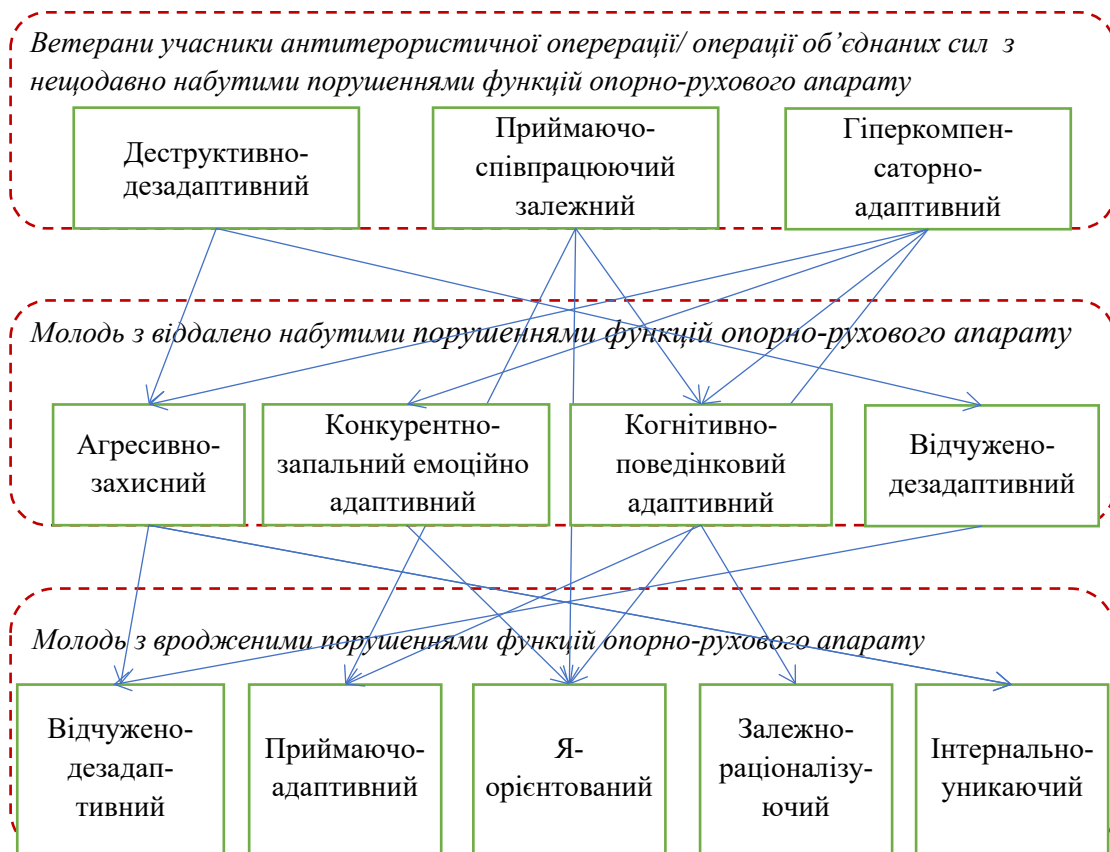 Ветерани учасники антитерористичної оперерації/ операції об’єднаних сил з
нещодавно набутими порушеннями функцій опорно-рухового апарату
Деструктивно-
дезадаптивний
Приймаючо-
співпрацюючий
залежний
Гіперкомпен-
саторно-
адаптивний
Молодь з віддалено набутими порушеннями функцій опорно-рухового апарату
Агресивно-
захисний
Конкурентно-
запальний емоційно
адаптивний
Когнітивно-
поведінковий
адаптивний
Відчужено-
дезадаптивний
Молодь з вродженими порушеннями функцій опорно-рухового апарату
Відчужено-
дезадап-
тивний
Приймаючо-
адаптивний
Я-
орієнтований
Залежно-
раціоналізу-
ючий
Інтернально-
уникаючий